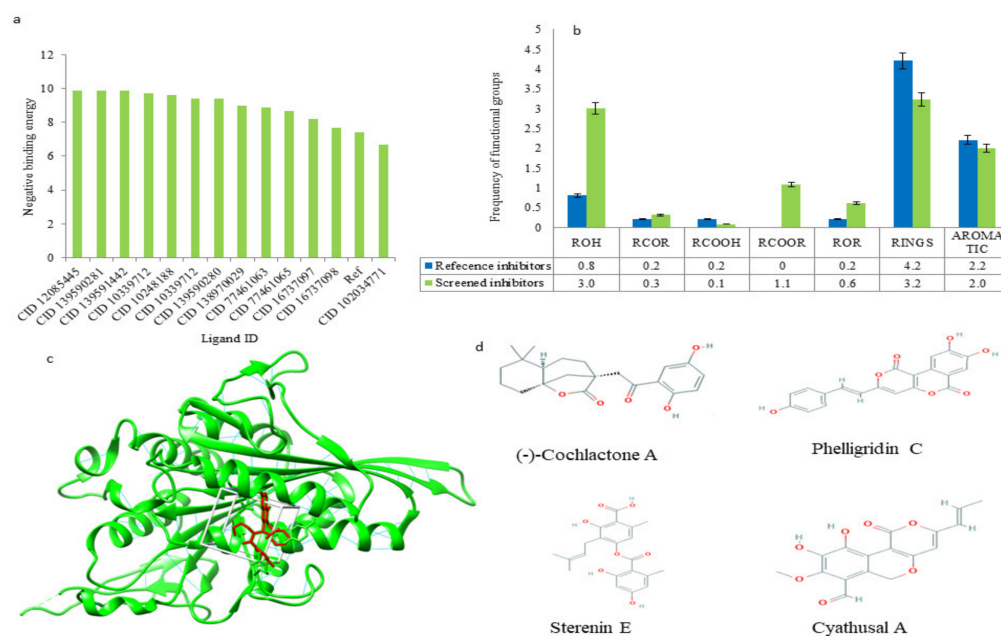 a
Negative binding energy
12
10
8
6
4
2
0
CID 12085445
CID 139590281
CID 139591442
CID 10339712
CID 10248188
CID 10339712
CID 139590280
CID 138970029
CID 77461063
CID 77461065
CID 16737097
CID 16737098
Ref
CID 102034771
Ligand ID
b
Frequency of functional groups
5
4.5
4
3.5
3
2.5
2
1.5
1
0.5
0
ROH RCOR RCOOH RCOOR ROR RINGS AROMA
TIC
Refecence inhibitors 0.8 0.2 0.2 0 0.2 4.2 2.2
Screened inhibitors 3.0 0.3 0.1 1.1 0.6 3.2 2.0
c
d
(-)-Cochlactone A
Phelligridin C
Sterenin E
Cyathusal A